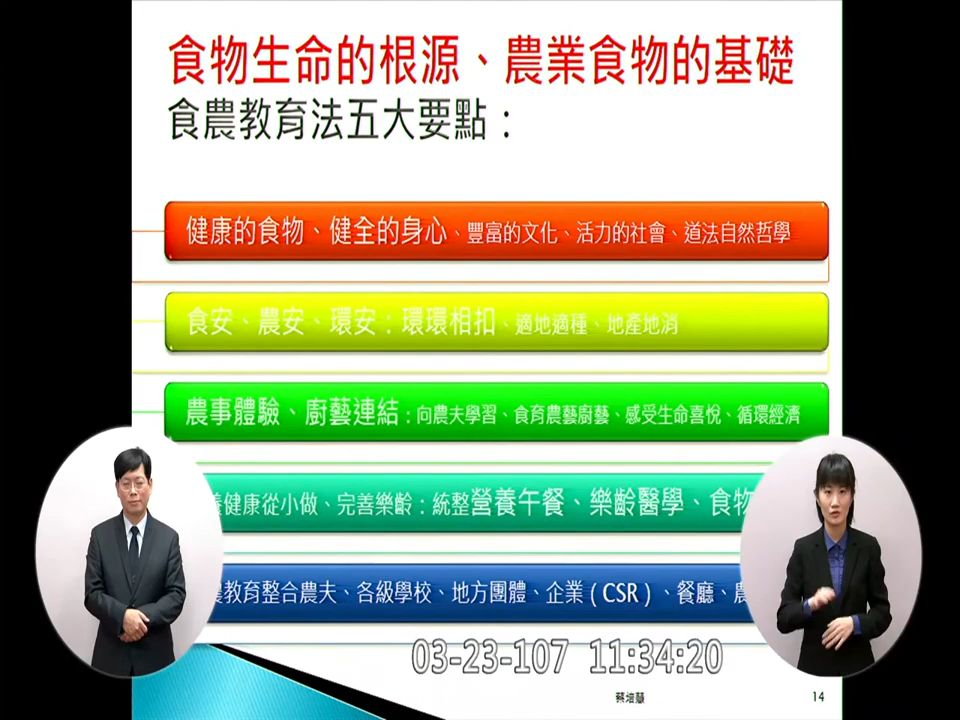 食物生命的根源、農業食物的基礎
食農教育法五大要點：
健康的食物、健全的身心、豐富的文化、活力的社會、道法自然哲學
食安、農安、環安：環環相扣、適地適種、地產地消
農事體驗、廚藝連結：向農夫學習、食育農藝廚藝、感受生命喜悅、循環經濟
健康從小做、完善樂齡：統整營養午餐、樂齡醫學、食物
教育整合農夫、各級學校、地方團體、企業（CSR）、餐廳、
03-23-107 11:34:20
蔡培慧 14